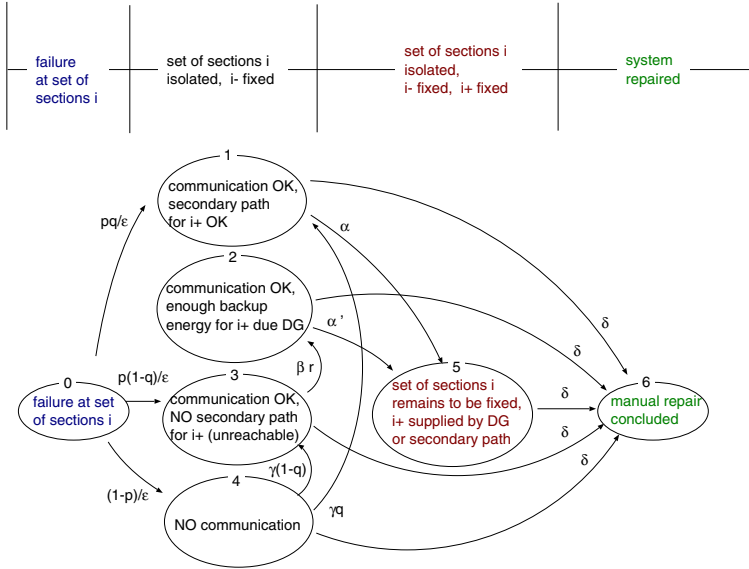 failure
at set of
sections i
set of sections i
isolated, i- fixed
set of sections i
isolated,
i- fixed, i+ fixed
system
repaired
1
communication OK,
secondary path
for i+ OK
pq/ε
α
2
communication OK,
enough backup
energy for i+ due DG
α '
δ
δ
β r
0
failure at set
of sections i
p(1-q)/ε
3
communication OK,
NO secondary path
for i+ (unreachable)
5
set of sections i
remains to be fixed,
i+ supplied by DG
or secondary path
δ
6
manual repair
concluded
δ
γ(1-q)
δ
(1-p)/ε
4
NO communication
γq